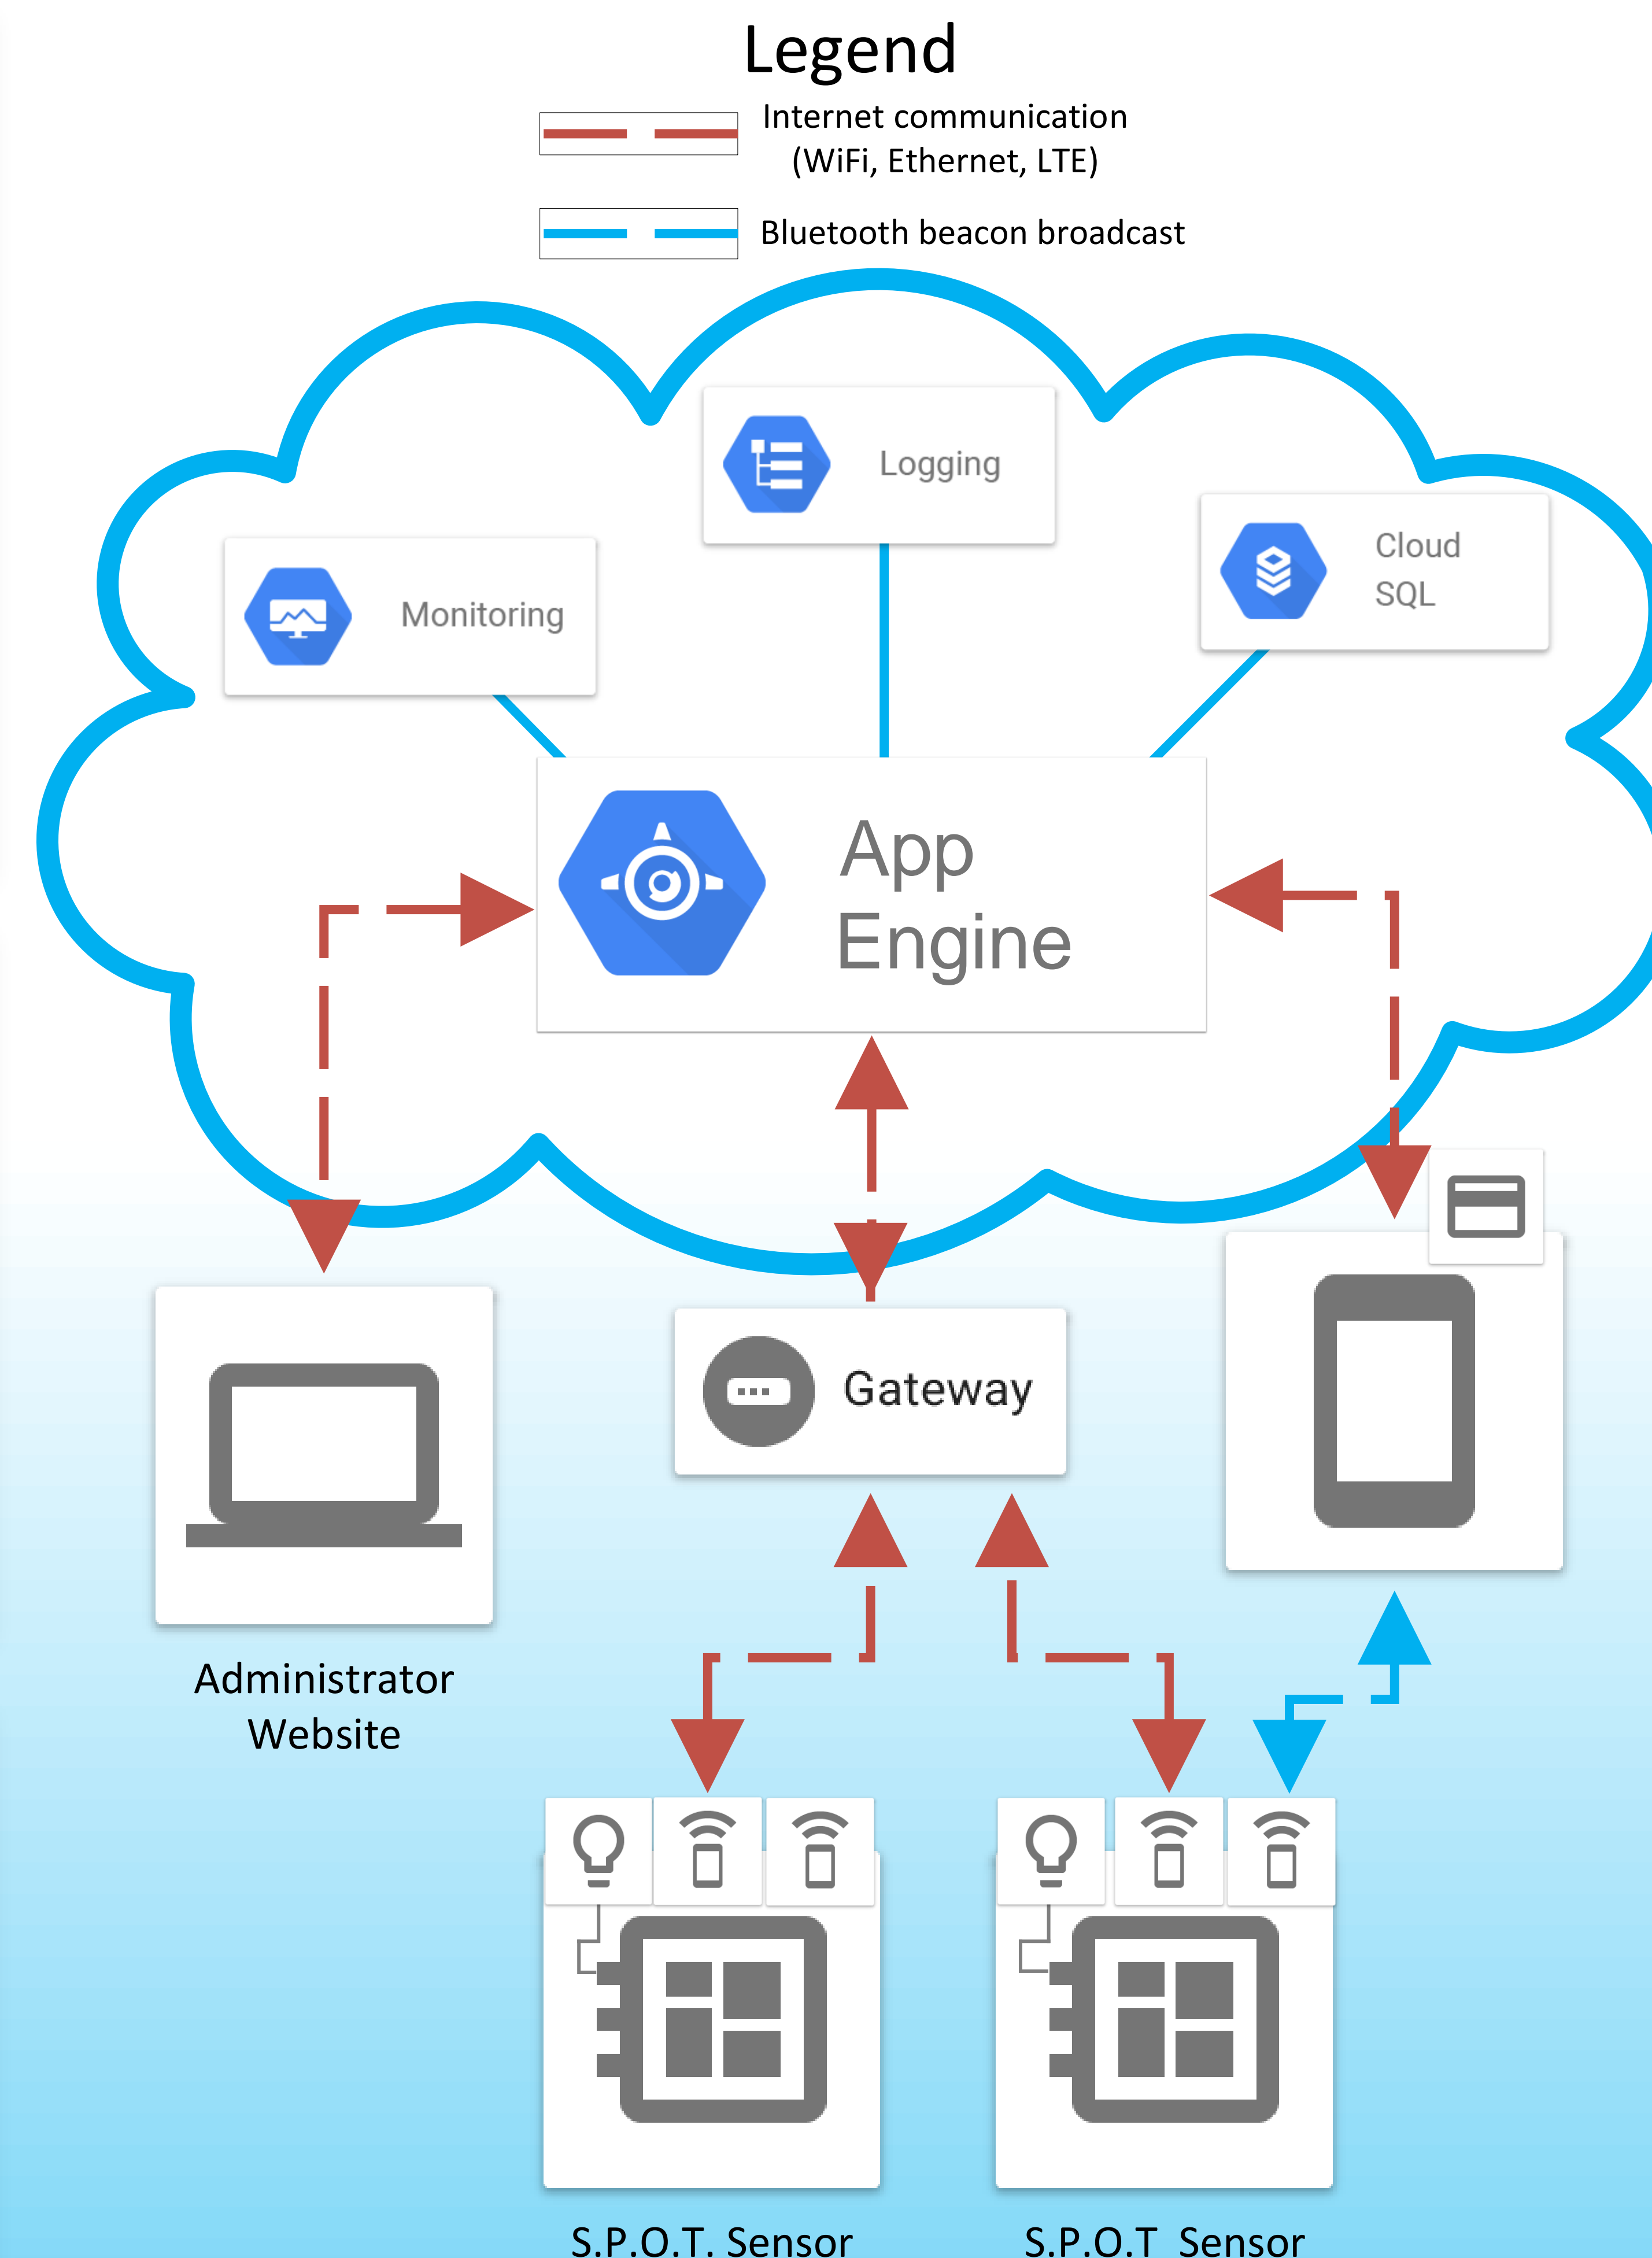 Legend
Internet communication
(WiFi, Ethernet, LTE)
Bluetooth beacon broadcast
Logging
Cloud
SQL
Monitoring
App
Engine
Gateway
Administrator
Website
S.P.O.T. Sensor
S.P.O.T Sensor